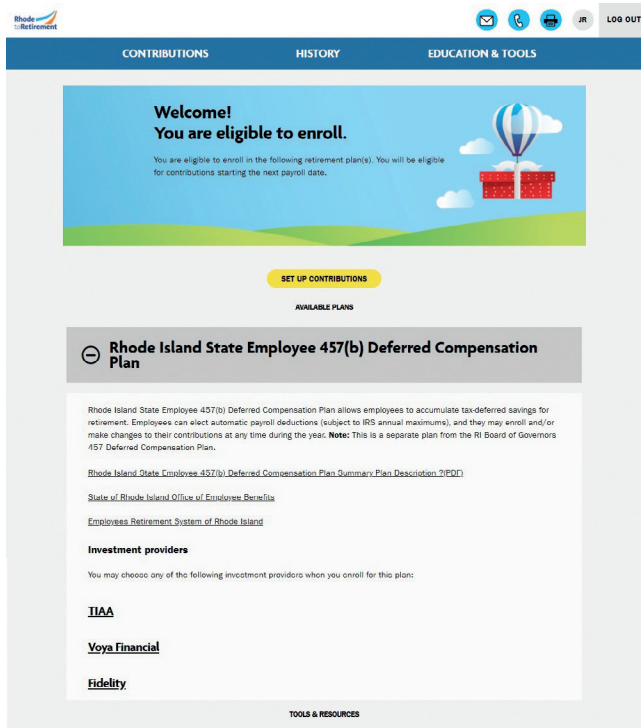 Rhode
toRetirement
JR
LOG OUT
CONTRIBUTIONS
HISTORY
EDUCATION & TOOLS
Welcome!
You are eligible to enroll.
You are eligible to enroll in the following retirement plan(s). You will be eligible
for contributions starting the next payroll date.
SET UP CONTRIBUTIONS
AVAILABLE PLANS
Rhode Island State Employee 457(b) Deferred Compensation
Plan
Rhode Island State Employee 457(b) Deferred Compensation Plan allows employees to accumulate tax-deferred savings for
retirement. Employees can elect automatic payroll deductions (subject to IRS annual maximums), and they may enroll and/or
make changes to their contributions at any time during the year. Note: This is a separate plan from the RI Board of Governors
457 Deferred Compensation Plan.
Rhode Island State Employee 457(b) Deferred Compensation Plan Summary Plan Description ?(PDF)
State of Rhode Island Office of Employee Benefits
Employees Retirement System of Rhode Island
Investment providers
You may choose any of the following investment providers when you enroll for this plan:
TIAA
Voya Financial
Fidelity
TOOLS & RESOURCES